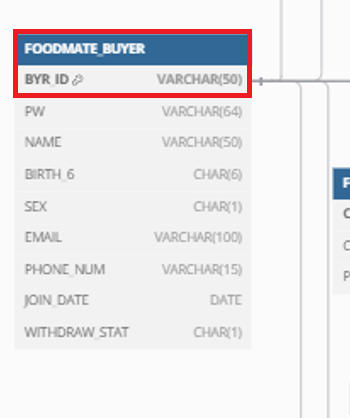 FOODMATE_BUYER
BYR_ID VARCHAR(50)
PW VARCHAR(64)
NAME VARCHAR(50)
BIRTH_6 CHAR(6)
SEX CHAR(1)
EMAIL VARCHAR(100)
PHONE_NUM VARCHAR(15)
JOIN_DATE DATE
WITHDRAW_STAT CHAR(1)
F
C
P